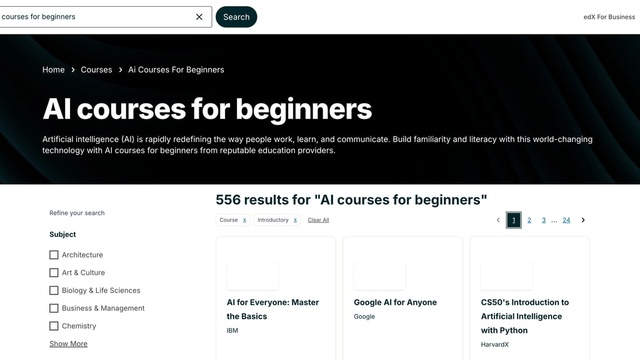 courses for beginners
Search
edX For Business
Home > Courses > Ai Courses For Beginners
AI courses for beginners
Artificial intelligence (AI) is rapidly redefining the way people work, learn, and communicate. Build familiarity and literacy with this world-changing
technology with AI courses for beginners from reputable education providers.
556 results for "AI courses for beginners"
Refine your search
Course x Introductory x Clear All
1 2 3 ... 24
Subject
Architecture
Art & Culture
Biology & Life Sciences
Business & Management
Chemistry
Show More
AI for Everyone: Master
the Basics
IBM
Google AI for Anyone
Google
CS50's Introduction to
Artificial Intelligence
with Python
HarvardX